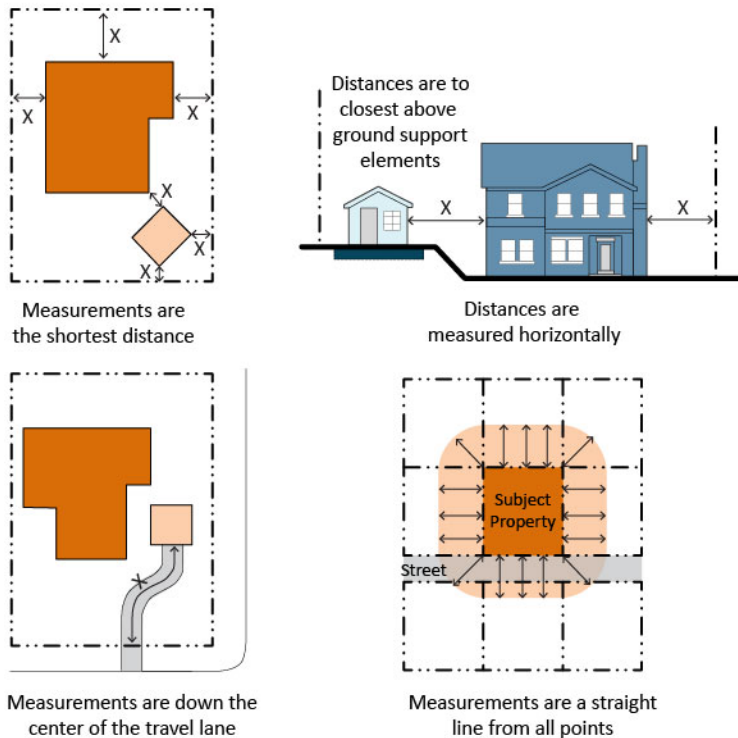 X
X
X
X
X
X
Measurements are
the shortest distance
Distances are to
closest above
ground support
elements
X
X
Distances are
measured horizontally
X
Measurements are down the
center of the travel lane
Subject
Property
Street
Measurements are a straight
line from all points